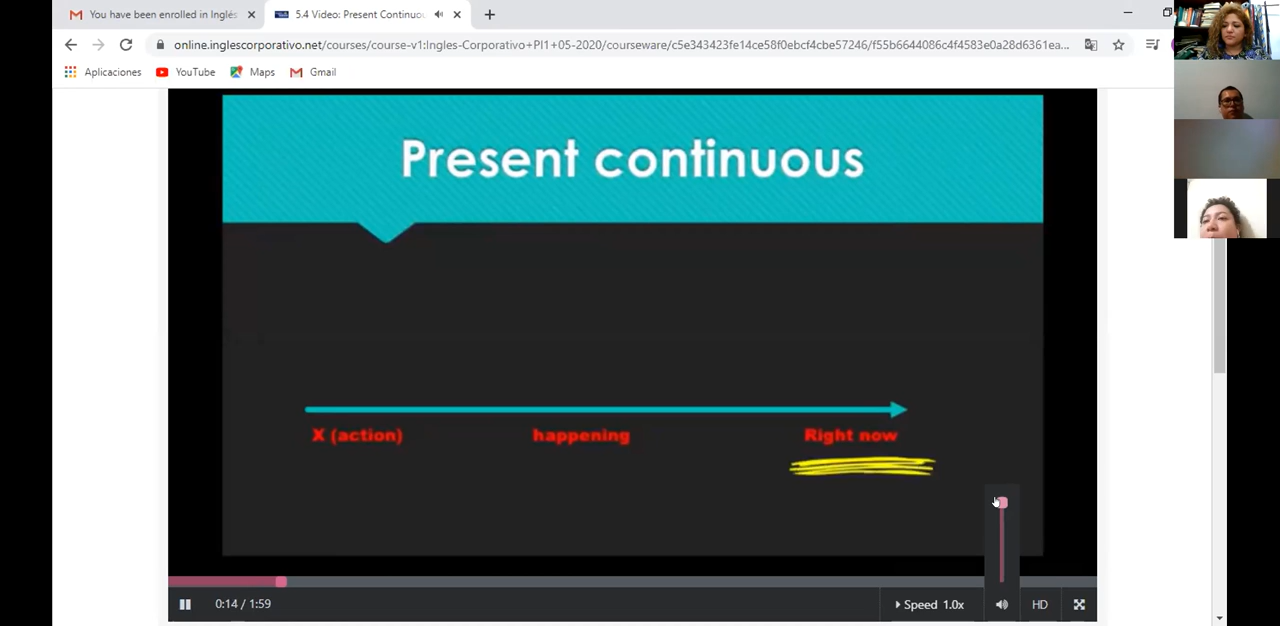 You have been enrolled in Inglés
5.4 Video: Present Continuou
online.inglescorporativo.net/courses/course-v1:Ingles-Corporativo+PI1+05-2020/courseware/c5e343423fe14ce58f0ebcf4cbe57246/f55b6644086c4f4583e0a28d6361ea...
Aplicaciones YouTube Maps Gmail
Present continuous
X (action) happening Right now
0:14 / 1:59 Speed 1.0x HD